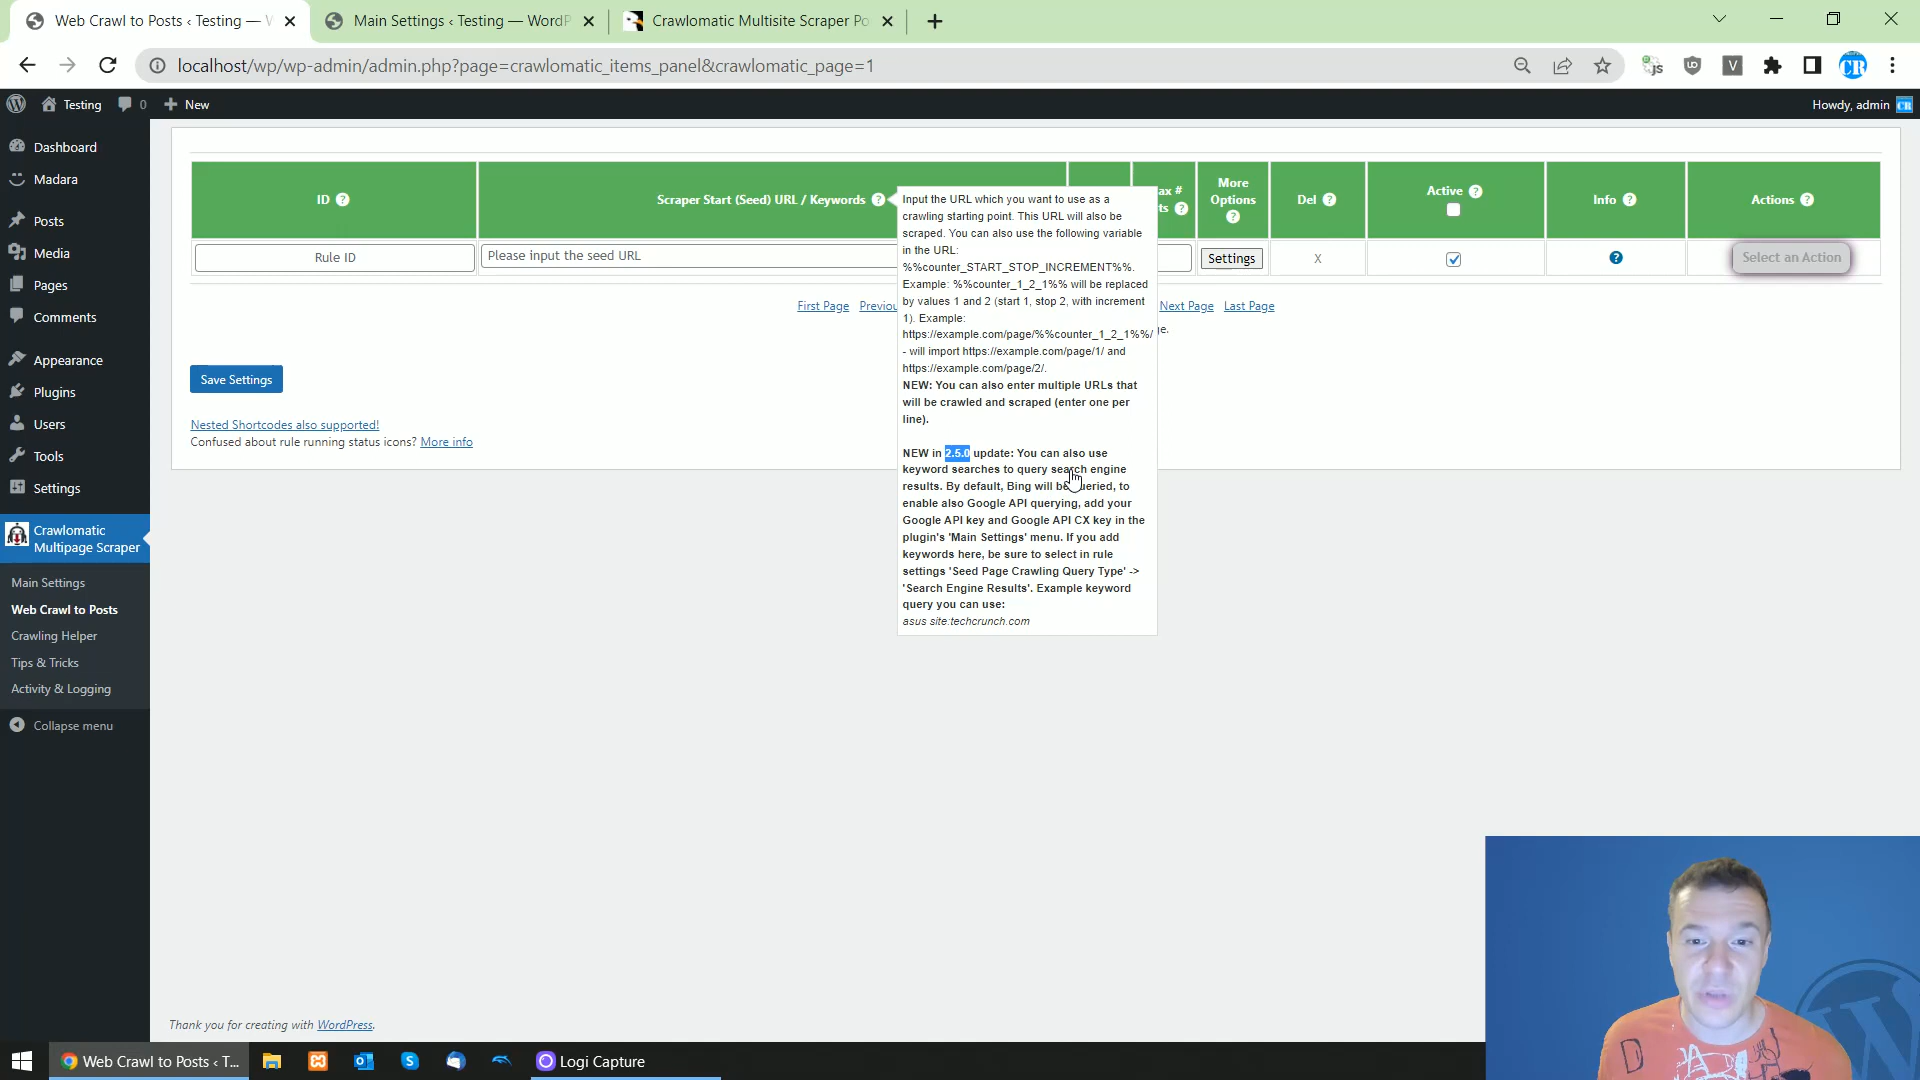 Web Crawl to Posts ‹ Testing — W
Main Settings ‹ Testing — WordP
Crawlomatic Multisite Scraper Po
localhost/wp/wp-admin/admin.php?page=crawlomatic_items_panel&crawlomatic_page=1
Testing
0
New
Howdy, admin
Dashboard
Madara
Posts
Media
Pages
Comments
Appearance
Plugins
Users
Tools
Settings
Crawlomatic
Multipage Scraper
Main Settings
Web Crawl to Posts
Crawling Helper
Tips & Tricks
Activity & Logging
Collapse menu
ID
Scraper Start (Seed) URL / Keywords
More
Options
Del
Active
Info
Actions
Rule ID
Please input the seed URL
Settings
X
Select an Action
First Page
Next Page
Last Page
Save Settings
Nested Shortcodes also supported!
Confused about rule running status icons? More info
Input the URL which you want to use as a
crawling starting point. This URL will also be
scraped. You can also use the following variable
in the URL:
%%counter_START_STOP_INCREMENT%%.
Example: %%counter_1_2_1%% will be replaced
by values 1 and 2 (start 1, stop 2, with increment
1). Example:
https://example.com/page/%%counter_1_2_1%%/
- will import https://example.com/page/1/ and
https://example.com/page/2/.
NEW: You can also enter multiple URLs that
will be crawled and scraped (enter one per
line).
NEW in 2.5.0 update: You can also use
keyword searches to query search engine
results. By default, Bing will be queried, to
enable also Google API querying, add your
Google API key and Google API CX key in the
plugin's 'Main Settings' menu. If you add
keywords here, be sure to select in rule
settings 'Seed Page Crawling Query Type' ->
'Search Engine Results'. Example keyword
query you can use:
asus site:techcrunch.com
Thank you for creating with WordPress.
Web Crawl to Posts ‹ T...
Logi Capture